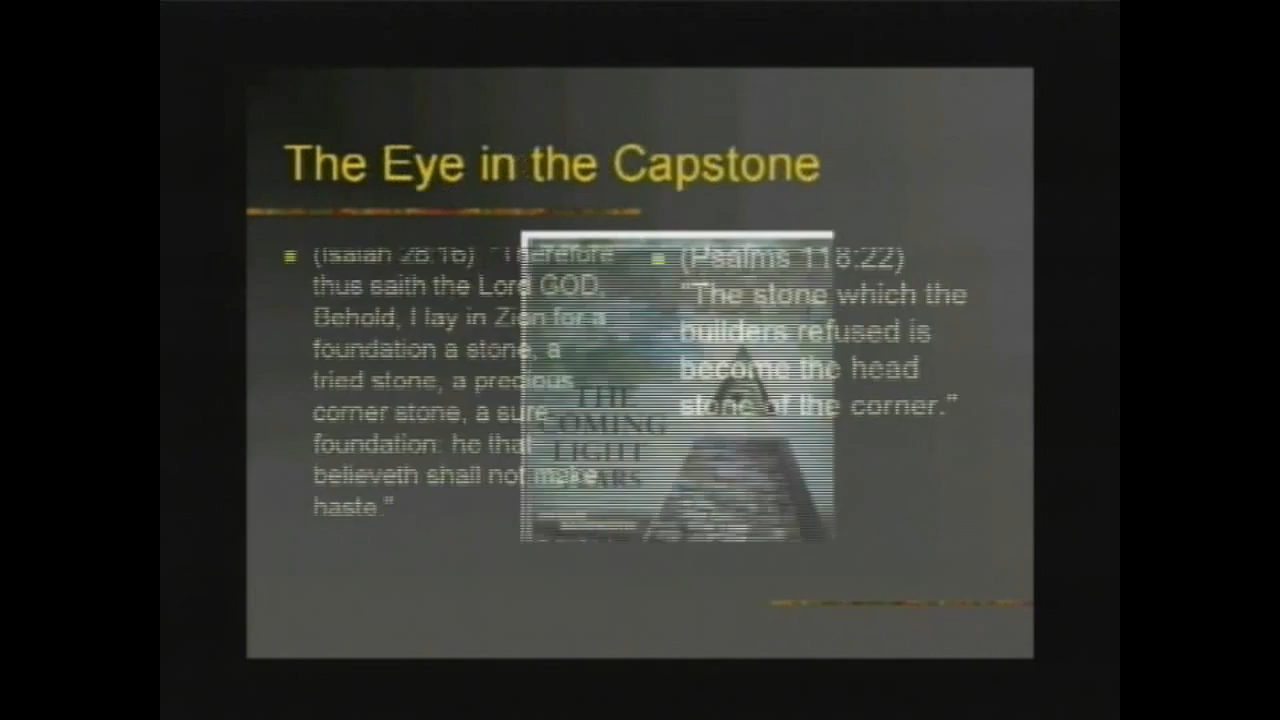 The Eye in the Capstone
(Isaiah 28:16) "Therefore
thus saith the Lord GOD,
Behold, I lay in Zion for a
foundation a stone, a
tried stone, a precious
corner stone, a sure
foundation: he that
believeth shall not make
haste."
(Psalms 118:22)
"The stone which the
builders refused is
become the head
stone of the corner."
THE
COMING
LIGHT